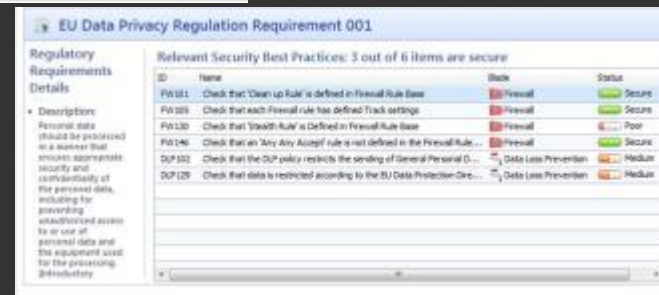 EU Data Privacy Regulation Requirement 001
Regulatory
Requirements
Details
Description:
Personal data
should be processed
in a manner that
ensures appropriate
security and
confidentiality of
the personal data,
including for
preventing
unauthorised access
to or use of
personal data and
the equipment used
for the processing.
(Introductory
Relevant Security Best Practices: 3 out of 6 items are secure
ID Name Blade Status
FW101 Check that 'Clean up Rule' is defined in Firewall Rule Base Firewall Secure
FW105 Check that each Firewall rule has defined Track settings Firewall Secure
FW130 Check that 'Stealth Rule' is Defined in Firewall Rule Base Firewall Poor
FW146 Check that an 'Any Any Accept' rule is not defined in the Firewall Rule... Firewall Secure
DLP102 Check that the DLP policy restricts the sending of General Personal D... Data Loss Prevention Medium
DLP129 Check that data is restricted according to the EU Data Protection Dire... Data Loss Prevention Medium